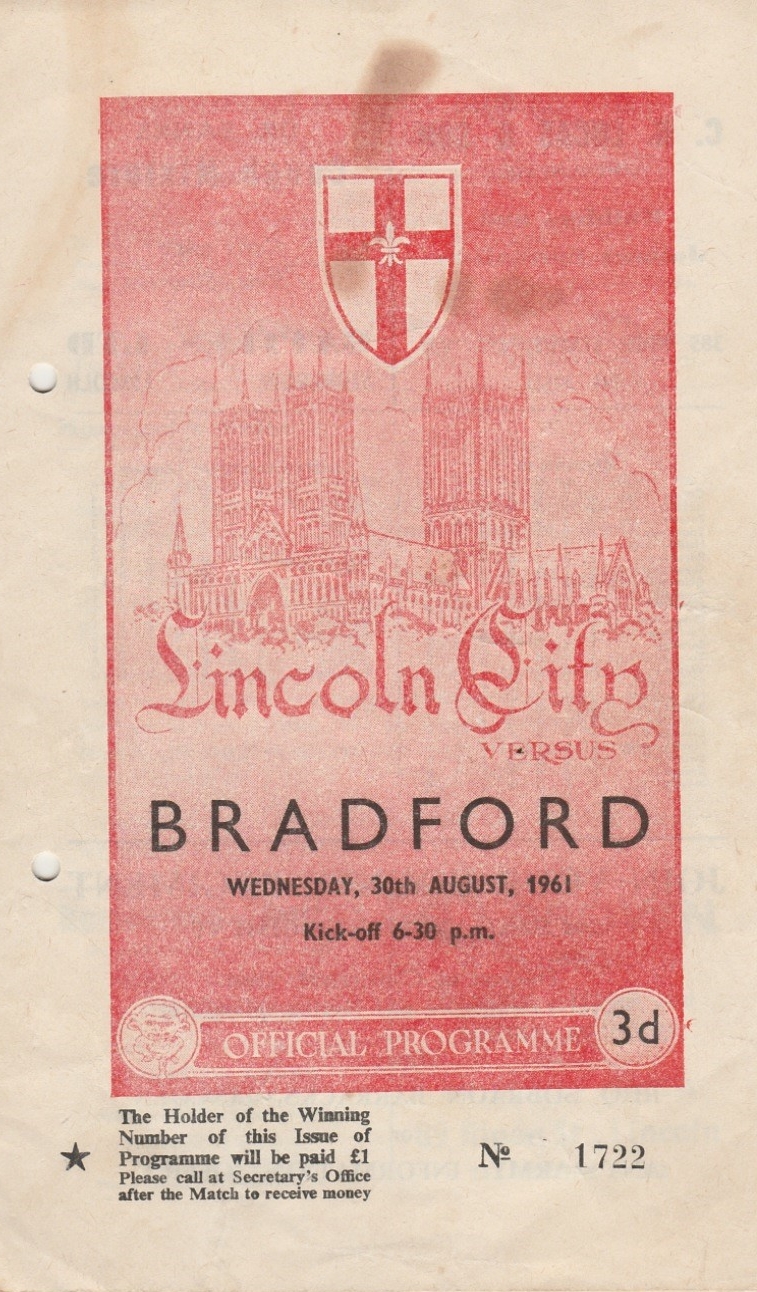 Lincoln City
VERSUS
BRADFORD
WEDNESDAY, 30th AUGUST, 1961
Kick-off 6-30 p.m.
OFFICIAL PROGRAMME
3d
The Holder of the Winning
Number of this Issue of
★ Programme will be paid £1
Please call at Secretary's Office
after the Match to receive money
Nº 1722